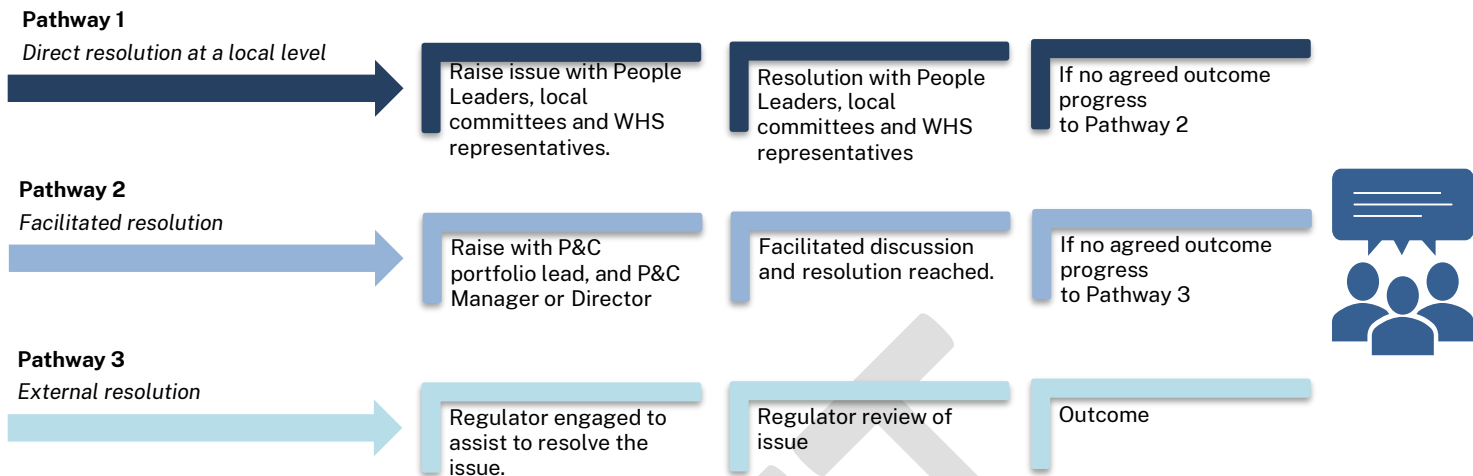 Pathway 1
Direct resolution at a local level
Raise issue with People
Leaders, local
committees and WHS
representatives.
Resolution with People
Leaders, local
committees and WHS
representatives
If no agreed outcome
progress
to Pathway 2
Pathway 2
Facilitated resolution
Raise with P&C
portfolio lead, and P&C
Manager or Director
Facilitated discussion
and resolution reached.
If no agreed outcome
progress
to Pathway 3
Pathway 3
External resolution
Regulator engaged to
assist to resolve the
issue.
Regulator review of
issue
Outcome